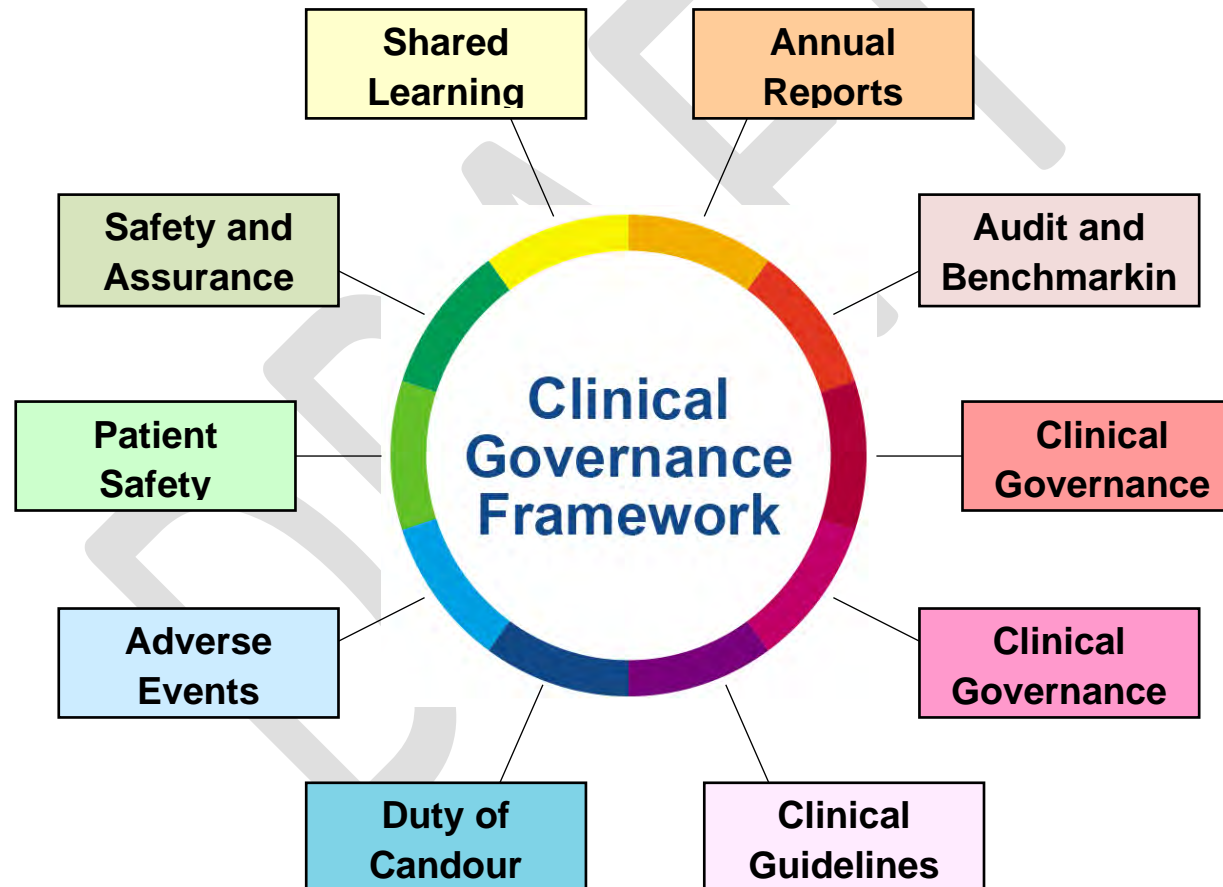 Shared
Learning
Annual
Reports
Safety and
Assurance
Audit and
Benchmarkin
Patient
Safety
Clinical
Governance
Framework
Clinical
Governance
Adverse
Events
Clinical
Governance
Duty of
Candour
Clinical
Guidelines
DRAFT